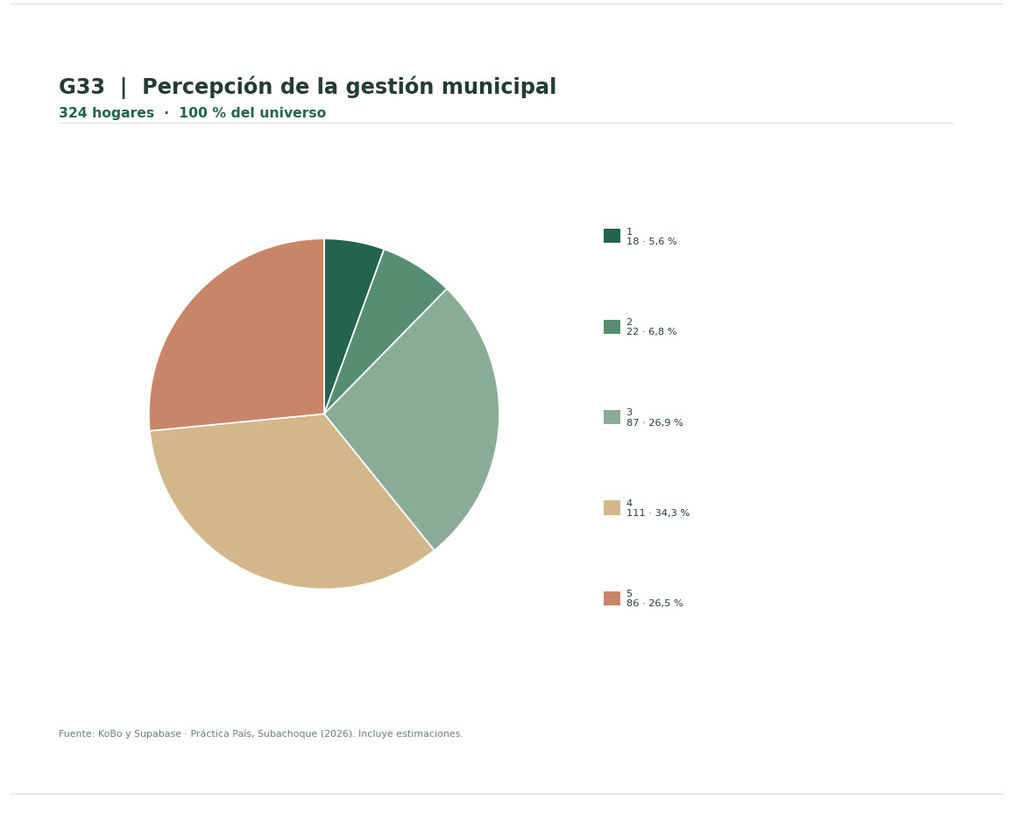 G33 | Percepción de la gestión municipal
324 hogares · 100 % del universo
1
18 · 5,6 %
2
22 · 6,8 %
3
87 · 26,9 %
4
111 · 34,3 %
5
86 · 26,5 %
Fuente: KoBo y Supabase · Práctica País, Subachoque (2026). Incluye estimaciones.